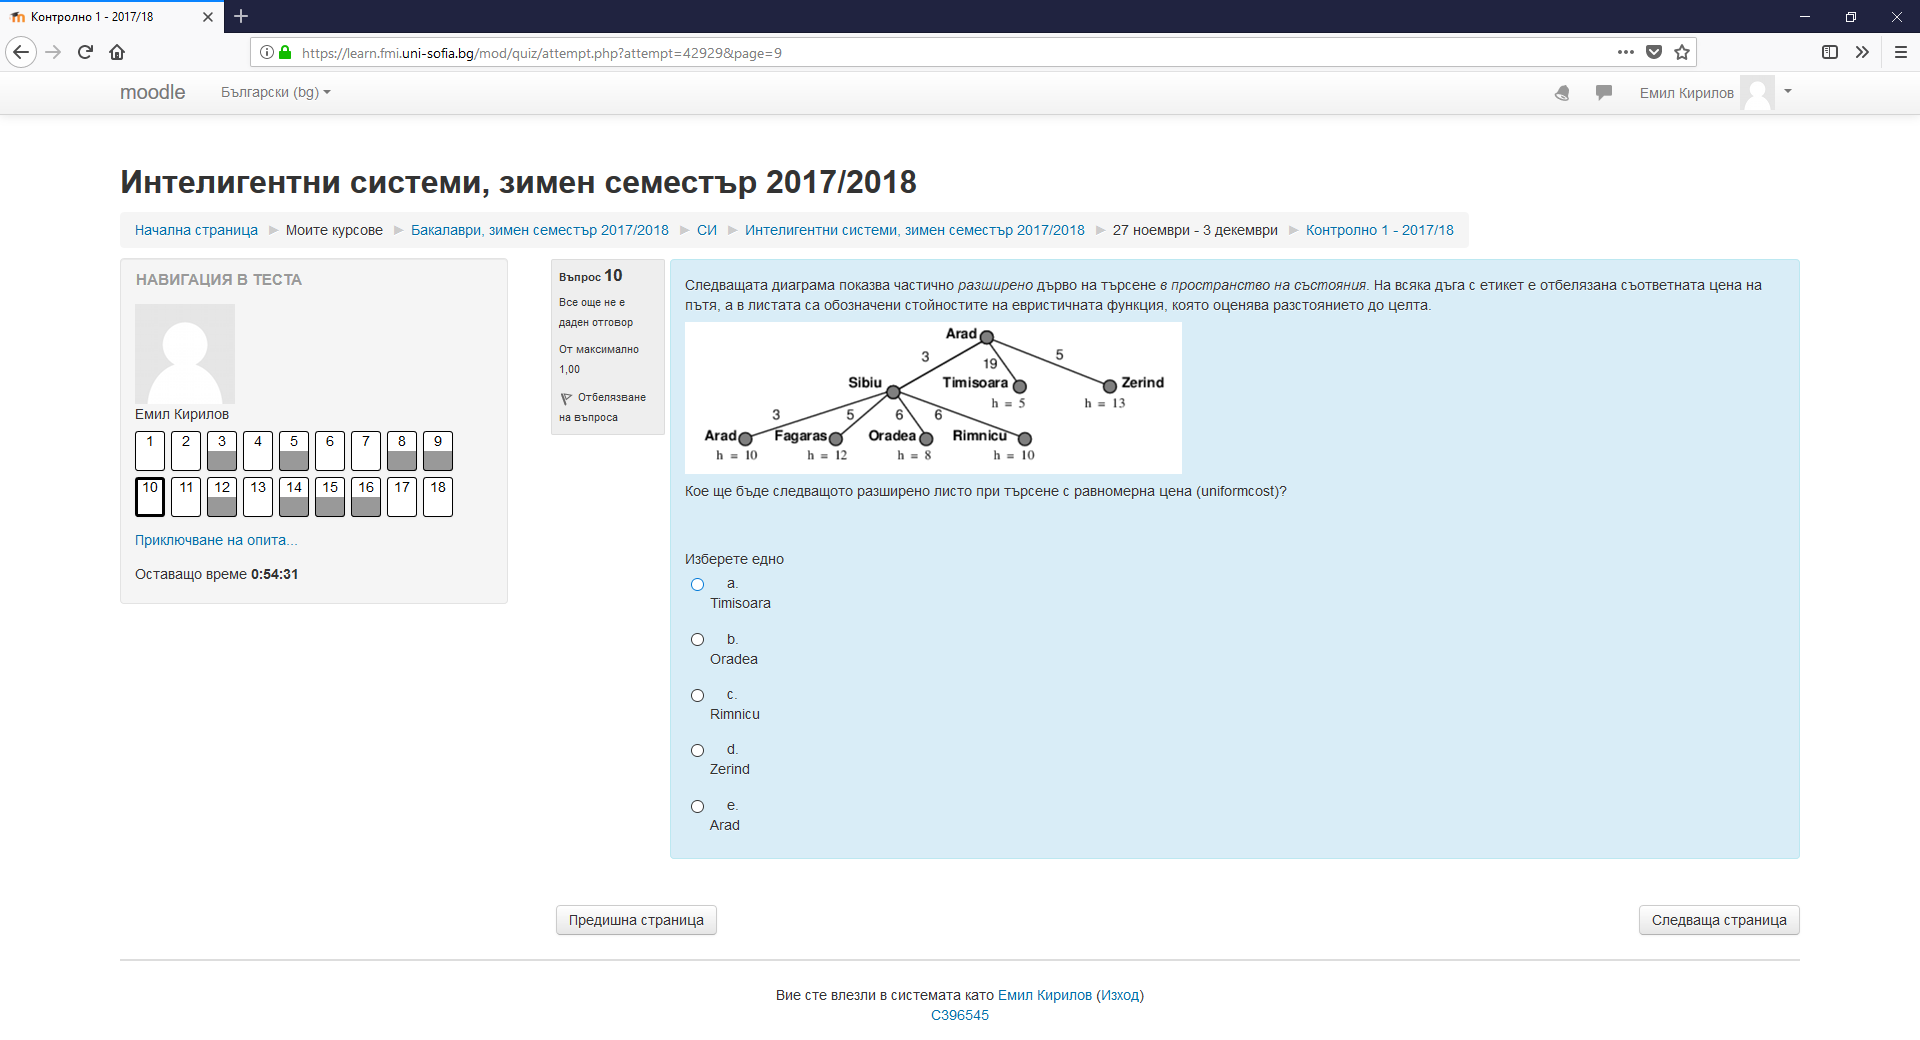 Контролно 1 - 2017/18
https://learn.fmi.uni-sofia.bg/mod/quiz/attempt.php?attempt=42929&page=9
moodle
Български (bg)
Емил Кирилов
Интелигентни системи, зимен семестър 2017/2018
Начална страница ► Моите курсове ► Бакалаври, зимен семестър 2017/2018 ► СИ ► Интелигентни системи, зимен семестър 2017/2018 ► 27 ноември - 3 декември ► Контролно 1 - 2017/18
НАВИГАЦИЯ В ТЕСТА
Емил Кирилов
1 2 3 4 5 6 7 8 9
10 11 12 13 14 15 16 17 18
Приключване на опита...
Оставащо време 0:54:31
Въпрос 10
Все още не е
даден отговор
От максимално
1,00
Отбелязване
на въпроса
Следващата диаграма показва частично разширено дърво на търсене в пространство на състояния. На всяка дъга с етикет е отбелязана съответната цена на
пътя, а в листата са обозначени стойностите на евристичната функция, която оценява разстоянието до целта.
Arad
3 19 5
Sibiu Timisoara Zerind
h = 5 h = 13
3 5 6 6
Arad Fagaras Oradea Rimnicu
h = 10 h = 12 h = 8 h = 10
Кое ще бъде следващото разширено листо при търсене с равномерна цена (uniformcost)?
Изберете едно
a.
Timisoara
b.
Oradea
c.
Rimnicu
d.
Zerind
e.
Arad
Предишна страница
Следваща страница
Вие сте влезли в системата като Емил Кирилов (Изход)
C396545